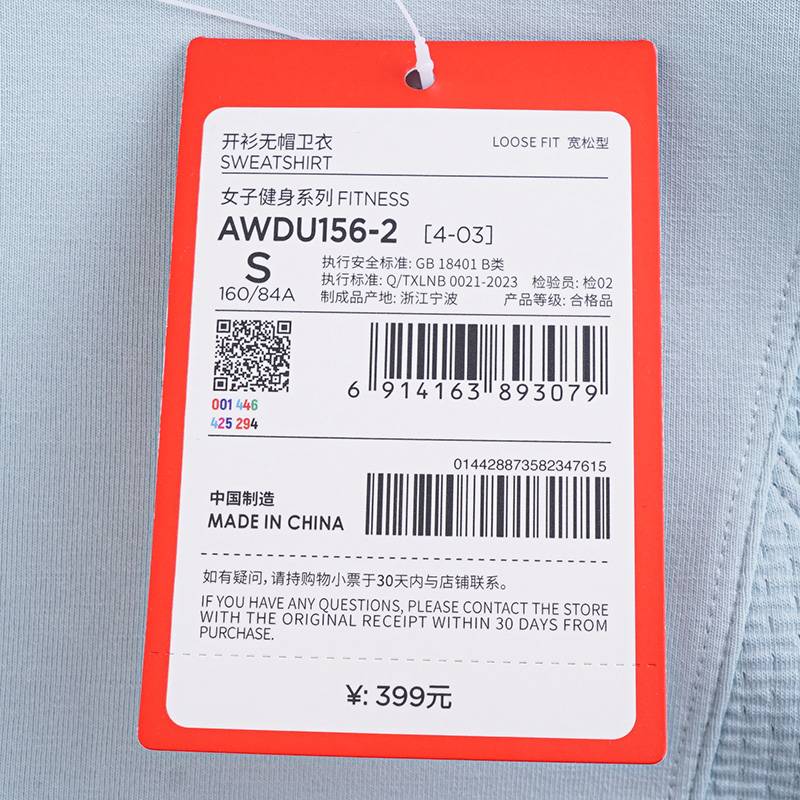 开衫无帽卫衣
SWEATSHIRT
LOOSE FIT 宽松型
女子健身系列 FITNESS
AWDU156-2 [4-03]
S
160/84A
执行安全标准: GB 18401 B类
执行标准: Q/TXLNB 0021-2023 检验员: 检02
制成品产地: 浙江宁波 产品等级: 合格品
001 446
425 294
6 914163 893079
014428873582347615
中国制造
MADE IN CHINA
如有疑问，请持购物小票于30天内与店铺联系。
IF YOU HAVE ANY QUESTIONS, PLEASE CONTACT THE STORE
WITH THE ORIGINAL RECEIPT WITHIN 30 DAYS FROM
PURCHASE.
¥: 399元